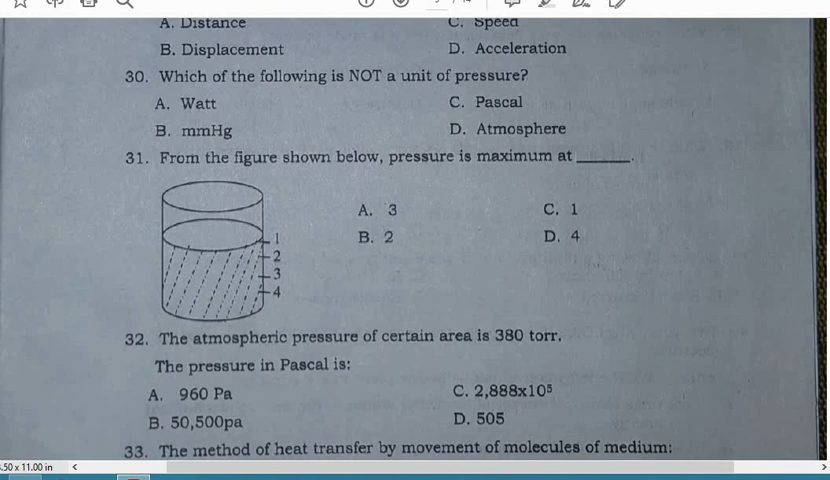 A. Distance
C. Speed
B. Displacement
D. Acceleration
30. Which of the following is NOT a unit of pressure?
A. Watt
C. Pascal
B. mmHg
D. Atmosphere
31. From the figure shown below, pressure is maximum at ______.
A. 3
C. 1
B. 2
D. 4
1
2
3
4
32. The atmospheric pressure of certain area is 380 torr.
The pressure in Pascal is:
A. 960 Pa
C. 2,888x10⁵
B. 50,500pa
D. 505
33. The method of heat transfer by movement of molecules of medium:
.50 x 11.00 in